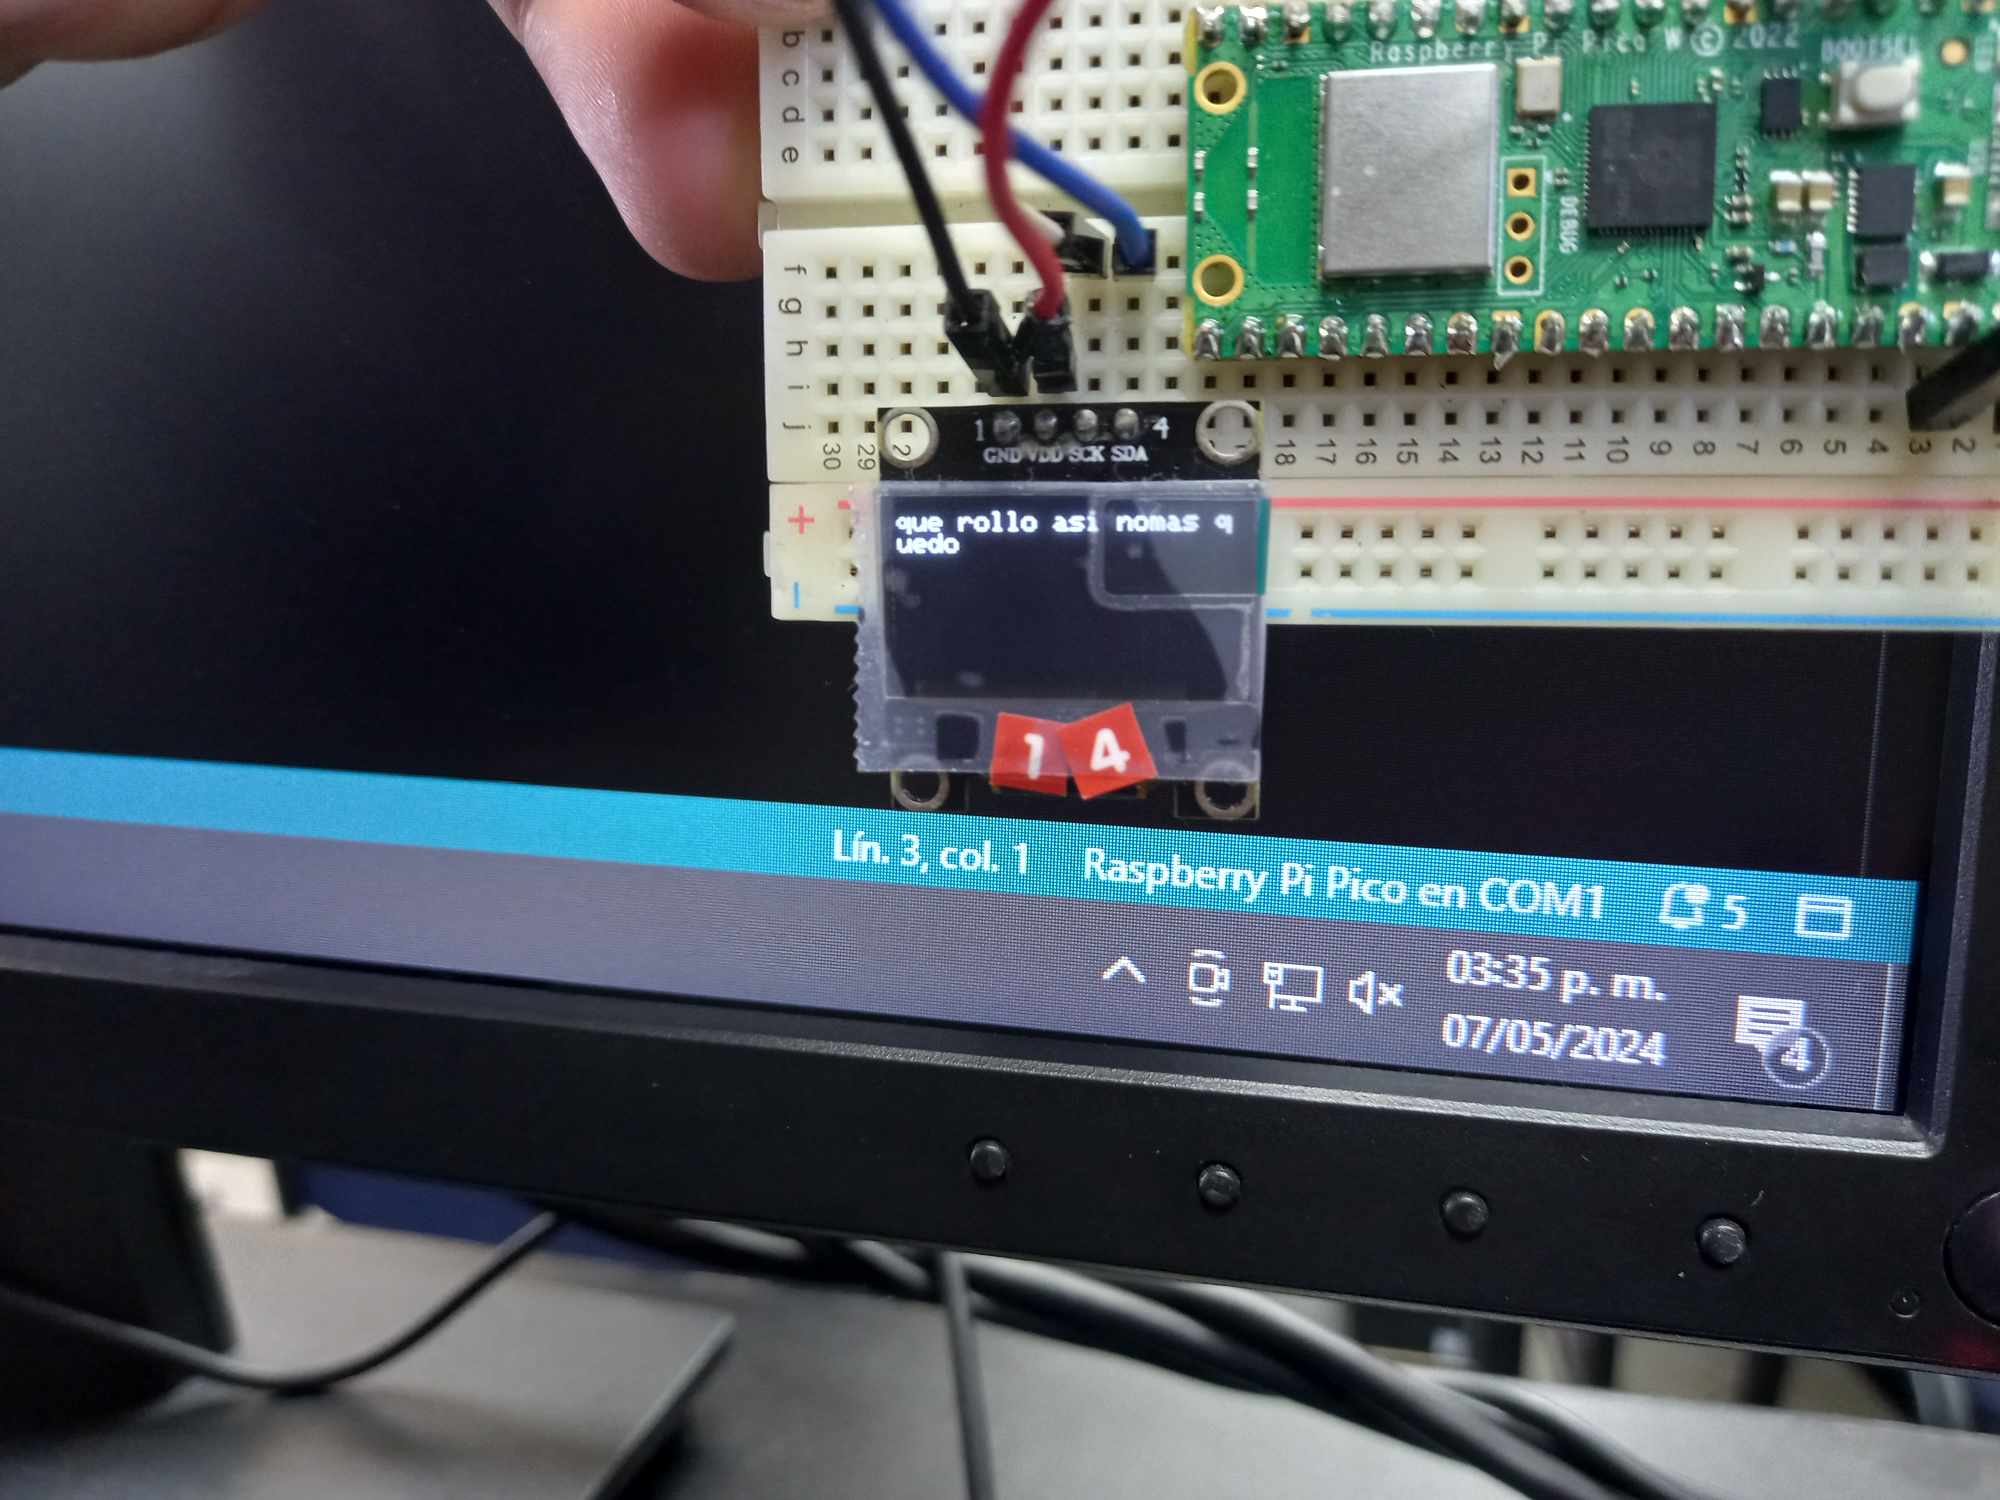 b
c
d
e
Raspberry Pi Pico W © 2022
BOOTSEL
DEBUG
f
g
h
i
j
30 29 2 18 17 16 15 14 13 12 11 10 9 8 7 6 5 4 3 2
1 4
GND VDD SCK SDA
+
-
que rollo asi nomas q
uedo
1 4
Lín. 3, col. 1 Raspberry Pi Pico en COM1 5
03:35 p. m.
07/05/2024
4